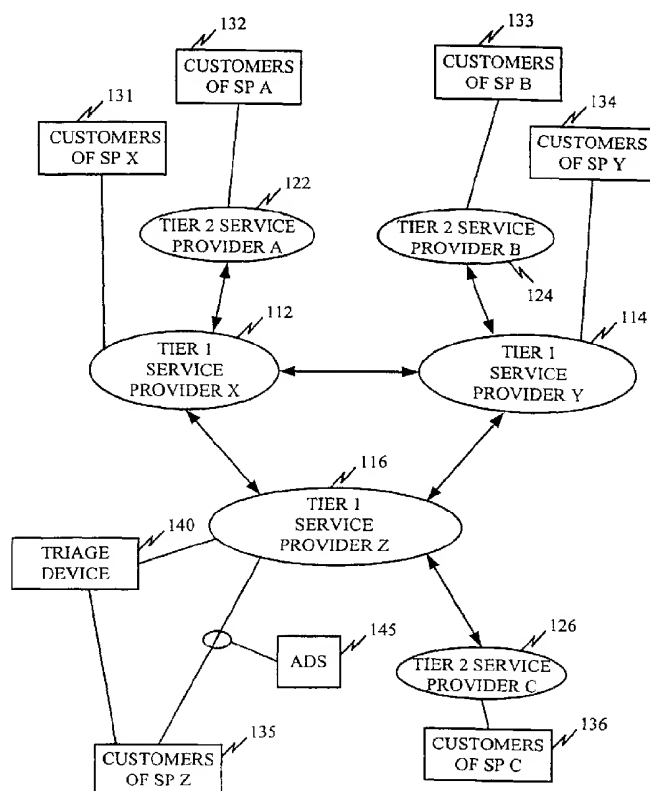 132
CUSTOMERS
OF SP A
133
CUSTOMERS
OF SP B
131
CUSTOMERS
OF SP X
134
CUSTOMERS
OF SP Y
122
TIER 2 SERVICE
PROVIDER A
TIER 2 SERVICE
PROVIDER B
124
112
TIER 1
SERVICE
PROVIDER X
114
TIER 1
SERVICE
PROVIDER Y
116
TIER 1
SERVICE
PROVIDER Z
140
TRIAGE
DEVICE
145
ADS
126
TIER 2 SERVICE
PROVIDER C
135
CUSTOMERS
OF SP Z
136
CUSTOMERS
OF SP C